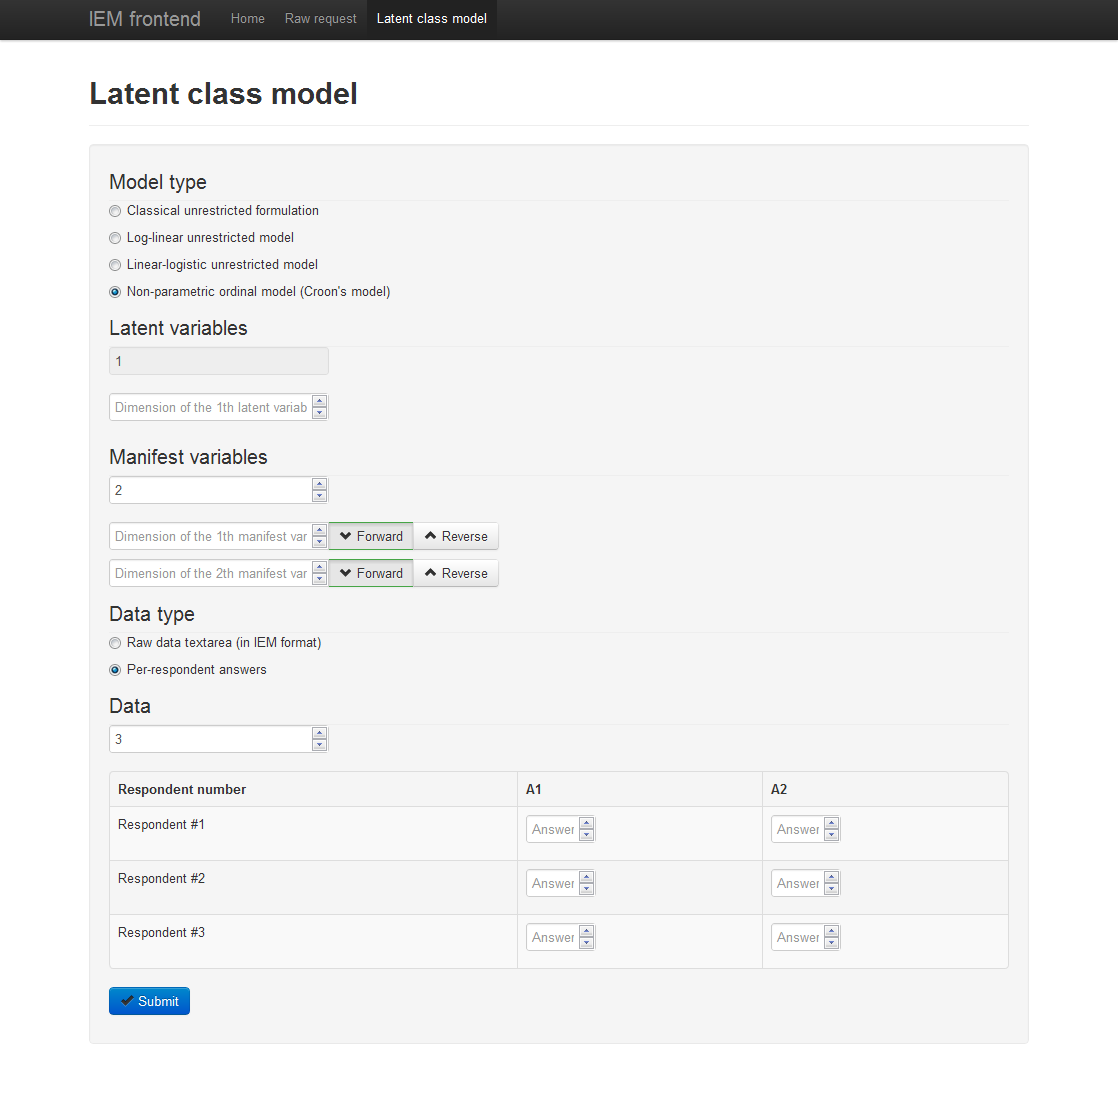 IEM frontend Home Raw request Latent class model
Latent class model
Model type
Classical unrestricted formulation
Log-linear unrestricted model
Linear-logistic unrestricted model
Non-parametric ordinal model (Croon's model)
Latent variables
1
Dimension of the 1th latent variab
Manifest variables
2
Dimension of the 1th manifest var Forward Reverse
Dimension of the 2th manifest var Forward Reverse
Data type
Raw data textarea (in IEM format)
Per-respondent answers
Data
3
Respondent number A1 A2
Respondent #1 Answer Answer
Respondent #2 Answer Answer
Respondent #3 Answer Answer
Submit